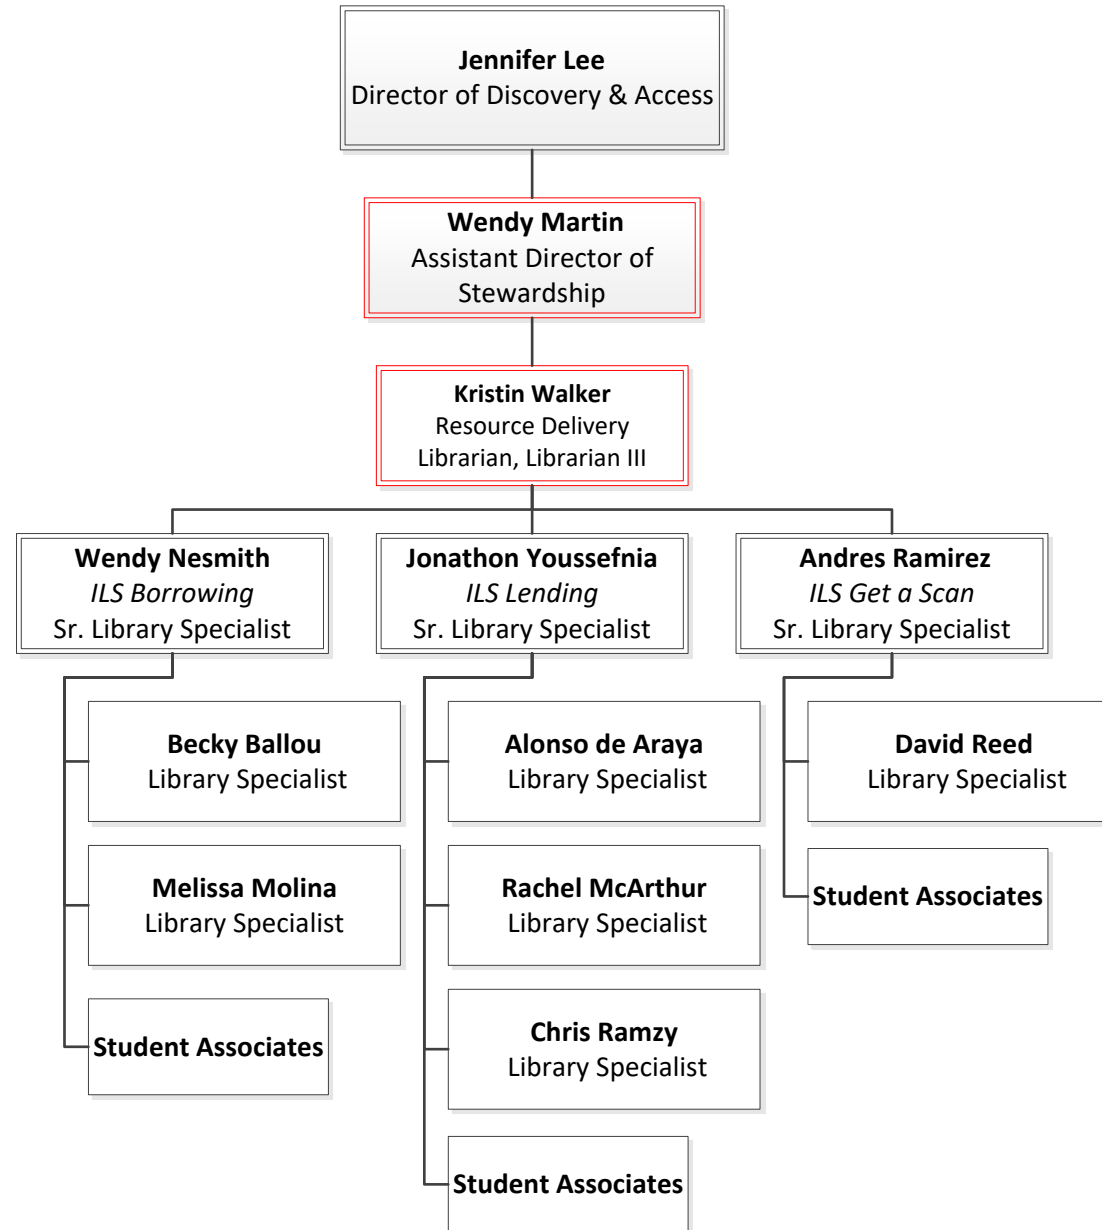 Jennifer Lee
Director of Discovery & Access
Wendy Martin
Assistant Director of
Stewardship
Kristin Walker
Resource Delivery
Librarian, Librarian III
Wendy Nesmith
ILS Borrowing
Sr. Library Specialist
Becky Ballou
Library Specialist
Melissa Molina
Library Specialist
Student Associates
Jonathon Youssefnia
ILS Lending
Sr. Library Specialist
Alonso de Araya
Library Specialist
Rachel McArthur
Library Specialist
Chris Ramzy
Library Specialist
Student Associates
Andres Ramirez
ILS Get a Scan
Sr. Library Specialist
David Reed
Library Specialist
Student Associates